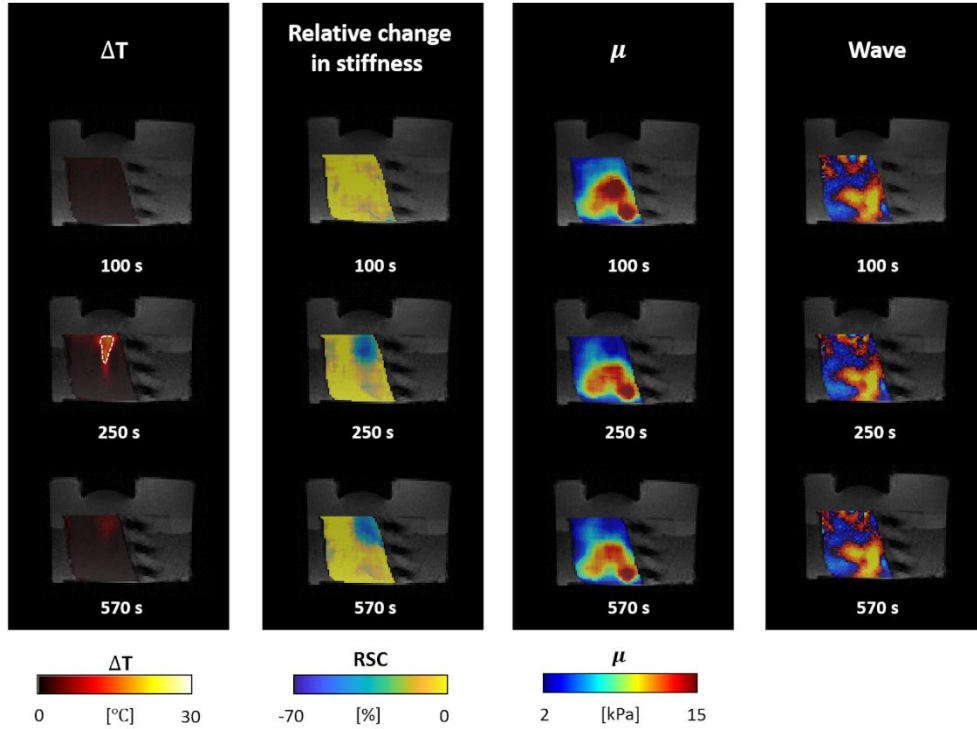 ΔT
Relative change
in stiffness
μ
Wave
100 s
100 s
100 s
100 s
250 s
250 s
250 s
250 s
570 s
570 s
570 s
570 s
ΔT
RSC
μ
0 [°C] 30
-70 [%] 0
2 [kPa] 15